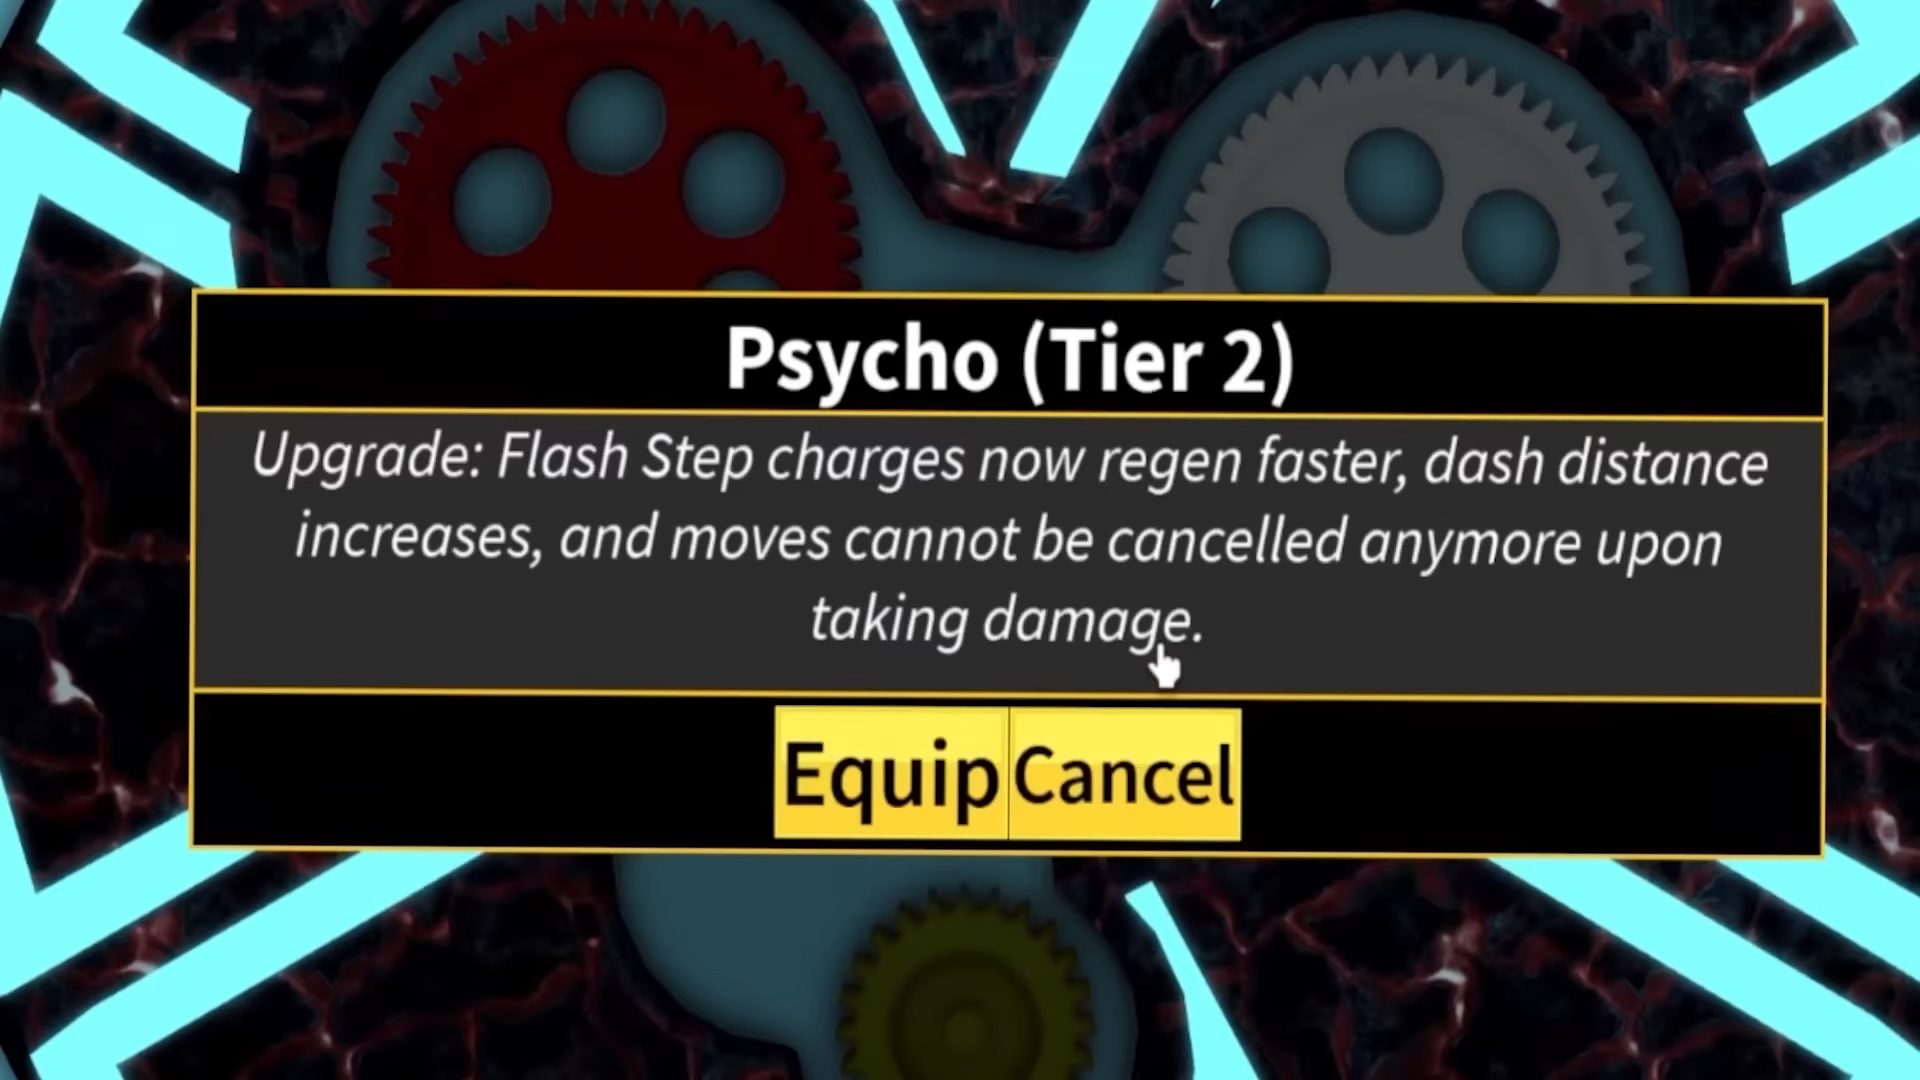 Psycho (Tier 2)
Upgrade: Flash Step charges now regen faster, dash distance
increases, and moves cannot be cancelled anymore upon
taking damage.
Equip Cancel